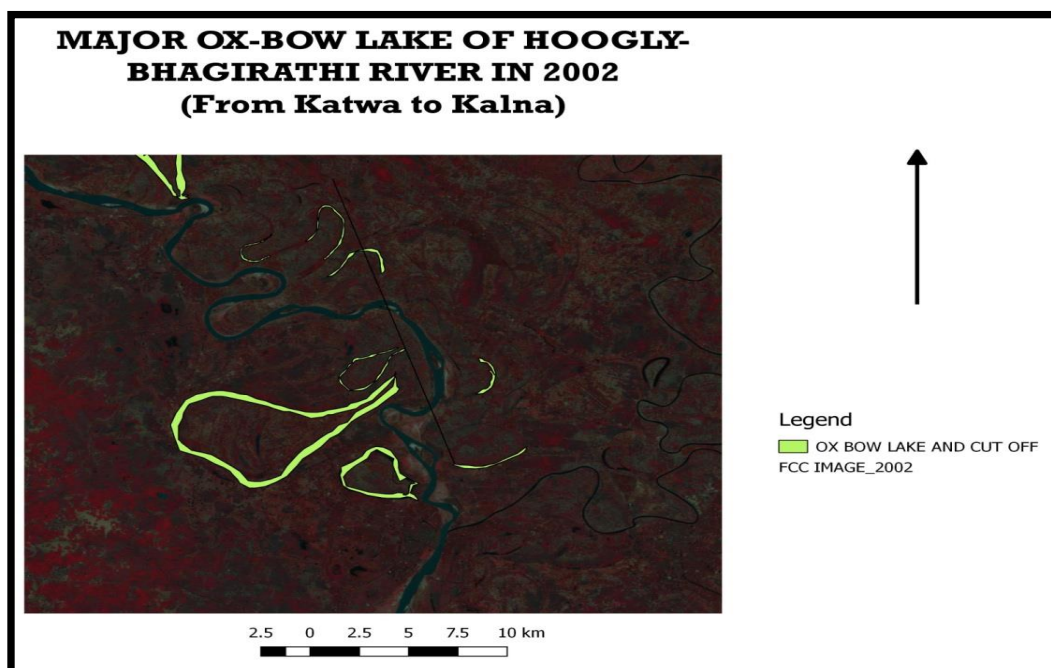 MAJOR OX-BOW LAKE OF HOOGLY-
BHAGIRATHI RIVER IN 2002
(From Katwa to Kalna)
Legend
OX BOW LAKE AND CUT OFF
FCC IMAGE_2002
2.5 0 2.5 5 7.5 10 km